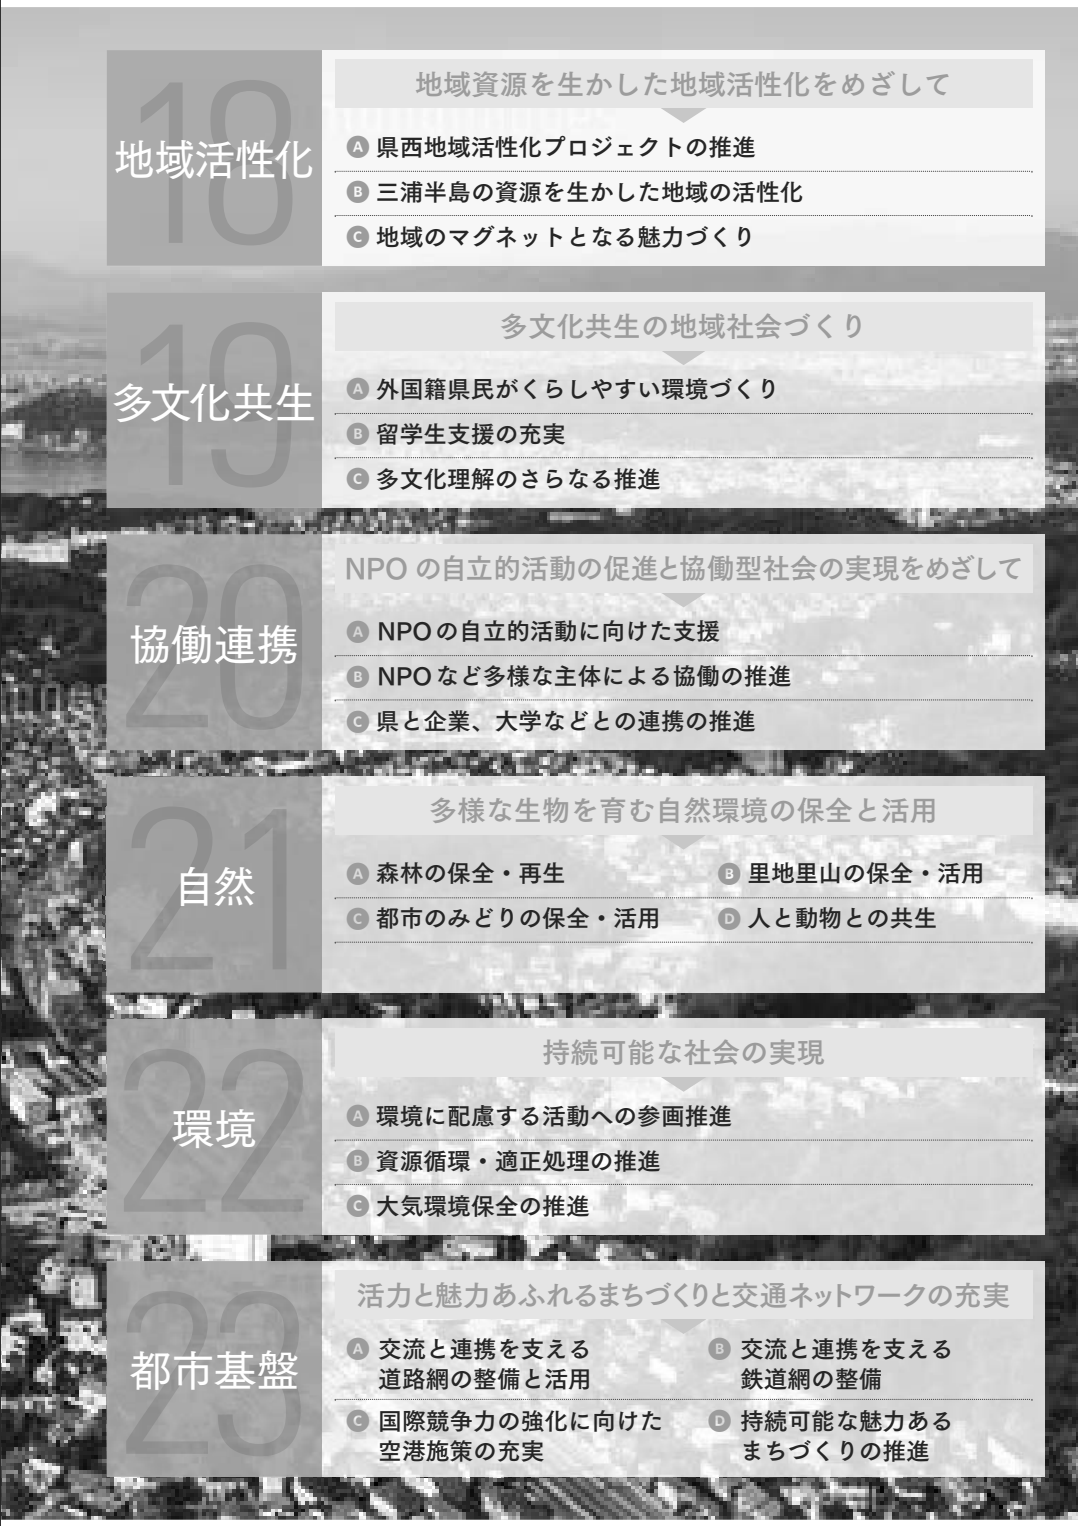 18
地域活性化
地域資源を生かした地域活性化をめざして
A 県西地域活性化プロジェクトの推進
B 三浦半島の資源を生かした地域の活性化
C 地域のマグネットとなる魅力づくり
19
多文化共生
多文化共生の地域社会づくり
A 外国籍県民がくらしやすい環境づくり
B 留学生支援の充実
C 多文化理解のさらなる推進
20
協働連携
NPO の自立的活動の促進と協働型社会の実現をめざして
A NPOの自立的活動に向けた支援
B NPOなど多様な主体による協働の推進
C 県と企業、大学などとの連携の推進
21
自然
多様な生物を育む自然環境の保全と活用
A 森林の保全・再生
B 里地里山の保全・活用
C 都市のみどりの保全・活用
D 人と動物との共生
22
環境
持続可能な社会の実現
A 環境に配慮する活動への参画推進
B 資源循環・適正処理の推進
C 大気環境保全の推進
23
都市基盤
活力と魅力あふれるまちづくりと交通ネットワークの充実
A 交流と連携を支える
道路網の整備と活用
B 交流と連携を支える
鉄道網の整備
C 国際競争力の強化に向けた
空港施策の充実
D 持続可能な魅力ある
まちづくりの推進